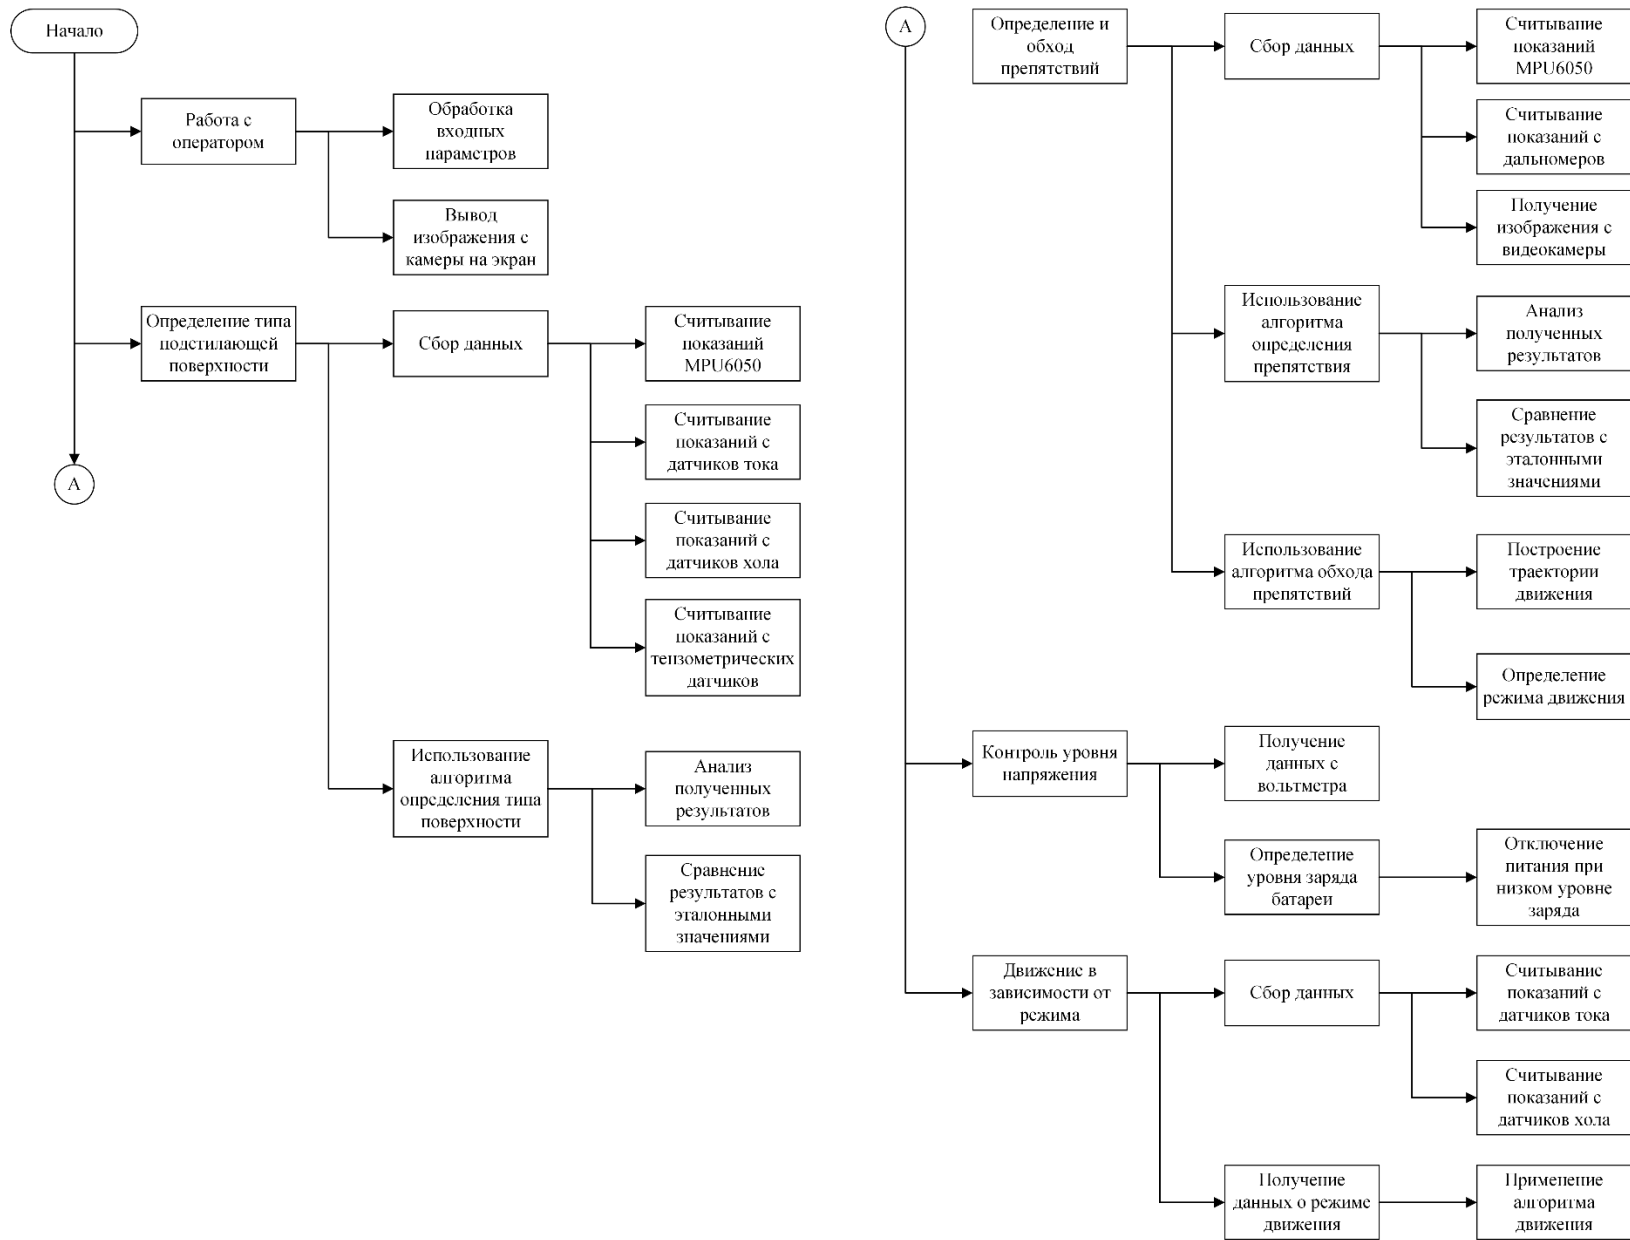 Начало
Работа с
оператором
Обработка
входных
параметров
Вывод
изображения с
камеры на экран
Определение типа
подстилающей
поверхности
Сбор данных
Считывание
показаний
MPU6050
Считывание
показаний с
датчиков тока
Считывание
показаний с
датчиков хола
Считывание
показаний с
тензометрических
датчиков
Использование
алгоритма
определения типа
поверхности
Анализ
полученных
результатов
Сравнение
результатов с
эталонными
значениями
А
А
Определение и
обход
препятствий
Сбор данных
Считывание
показаний
MPU6050
Считывание
показаний с
дальномеров
Получение
изображения с
видеокамеры
Использование
алгоритма
определения
препятствия
Анализ
полученных
результатов
Сравнение
результатов с
эталонными
значениями
Использование
алгоритма обхода
препятствий
Построение
траектории
движения
Определение
режима движения
Контроль уровня
напряжения
Получение
данных с
вольтметра
Определение
уровня заряда
батареи
Отключение
питания при
низком уровне
заряда
Движение в
зависимости от
режима
Сбор данных
Считывание
показаний с
датчиков тока
Считывание
показаний с
датчиков хола
Получение
данных о режиме
движения
Применение
алгоритма
движения